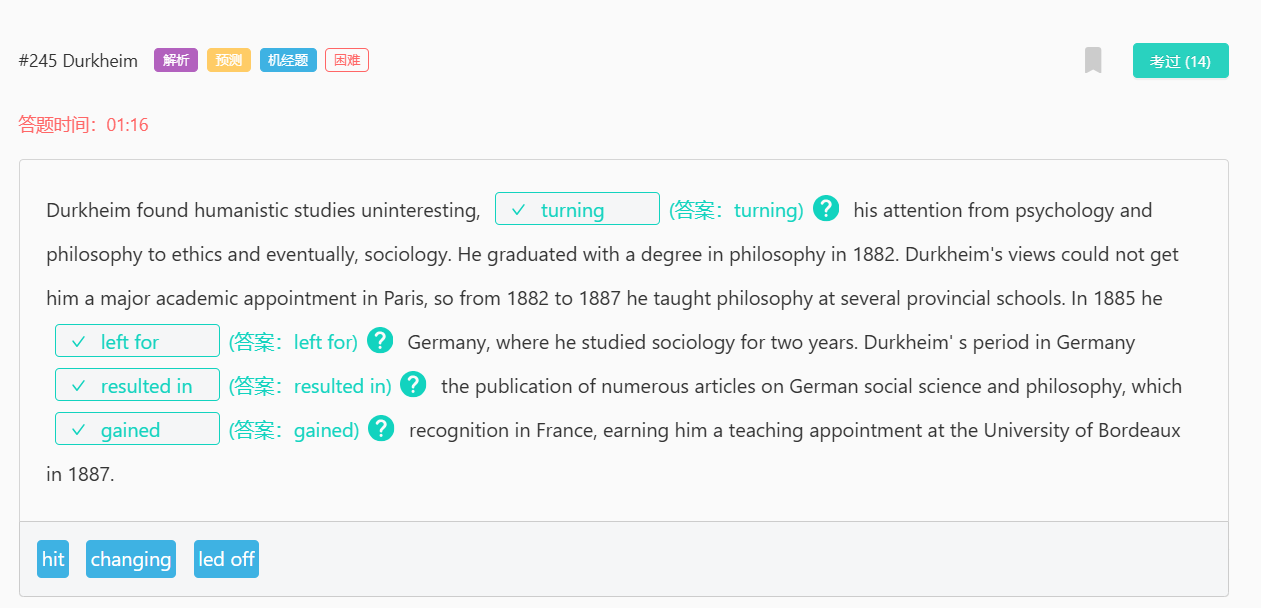 #245 Durkheim 解析 预测 机经题 困难 考过 (14)
答题时间：01:16
Durkheim found humanistic studies uninteresting, ✓ turning (答案：turning) ? his attention from psychology and
philosophy to ethics and eventually, sociology. He graduated with a degree in philosophy in 1882. Durkheim's views could not get
him a major academic appointment in Paris, so from 1882 to 1887 he taught philosophy at several provincial schools. In 1885 he
✓ left for (答案：left for) ? Germany, where he studied sociology for two years. Durkheim' s period in Germany
✓ resulted in (答案：resulted in) ? the publication of numerous articles on German social science and philosophy, which
✓ gained (答案：gained) ? recognition in France, earning him a teaching appointment at the University of Bordeaux
in 1887.
hit changing led off